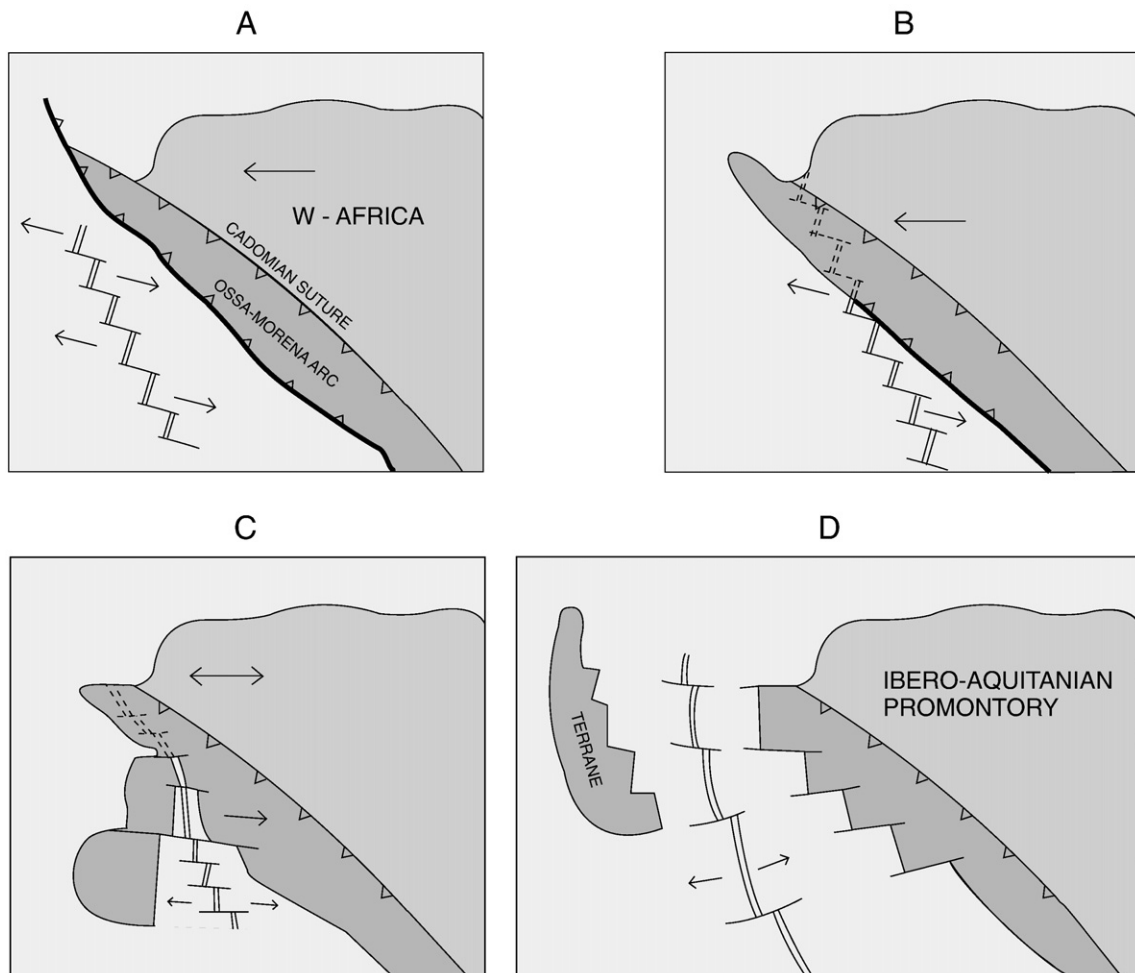 A
B
W - AFRICA
CADOMIAN SUTURE
OSSA-MORENA ARC
C
D
IBERO-AQUITANIAN
PROMONTORY
TERRANE